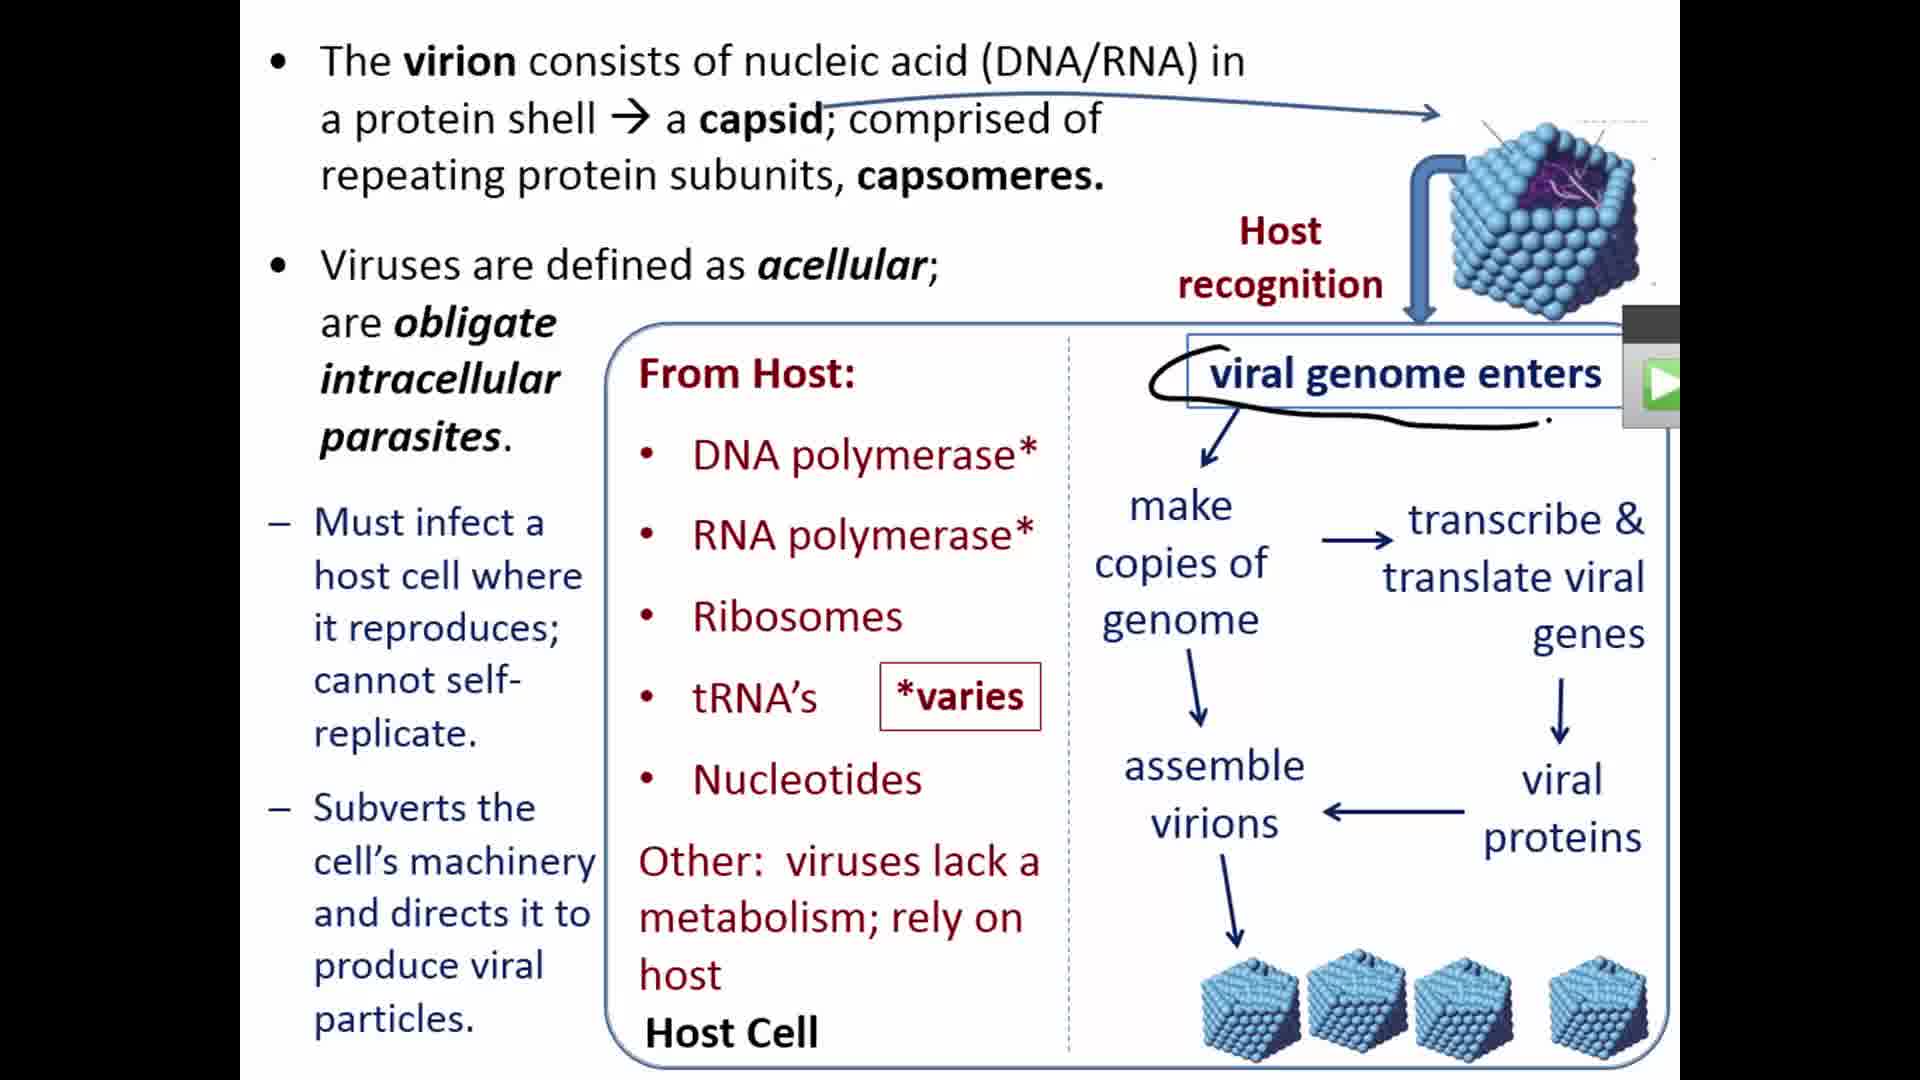 • The virion consists of nucleic acid (DNA/RNA) in
a protein shell → a capsid; comprised of
repeating protein subunits, capsomeres.
• Viruses are defined as acellular;
are obligate
intracellular
parasites.
– Must infect a
host cell where
it reproduces;
cannot self-
replicate.
– Subverts the
cell's machinery
and directs it to
produce viral
particles.
Host
recognition
From Host:
• DNA polymerase*
• RNA polymerase*
• Ribosomes
• tRNA's
*varies
• Nucleotides
Other: viruses lack a
metabolism; rely on
host
Host Cell
viral genome enters
make
copies of
genome
transcribe &
translate viral
genes
viral
proteins
assemble
virions